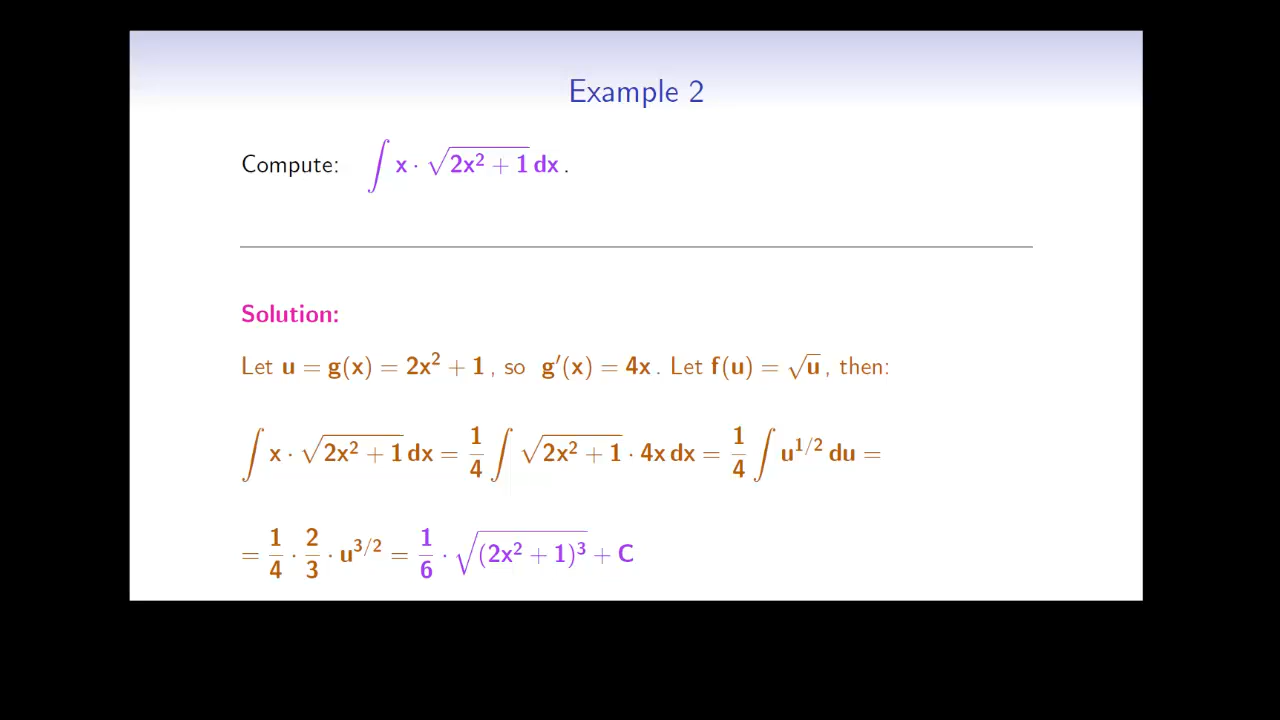 Example 2
Compute: ∫ x · √(2x² + 1) dx .
Solution:
Let u = g(x) = 2x² + 1 , so g′(x) = 4x . Let f(u) = √u , then:
∫ x · √(2x² + 1) dx = 1/4 ∫ √(2x² + 1) · 4x dx = 1/4 ∫ u^(1/2) du =
= 1/4 · 2/3 · u^(3/2) = 1/6 · √((2x² + 1)³) + C